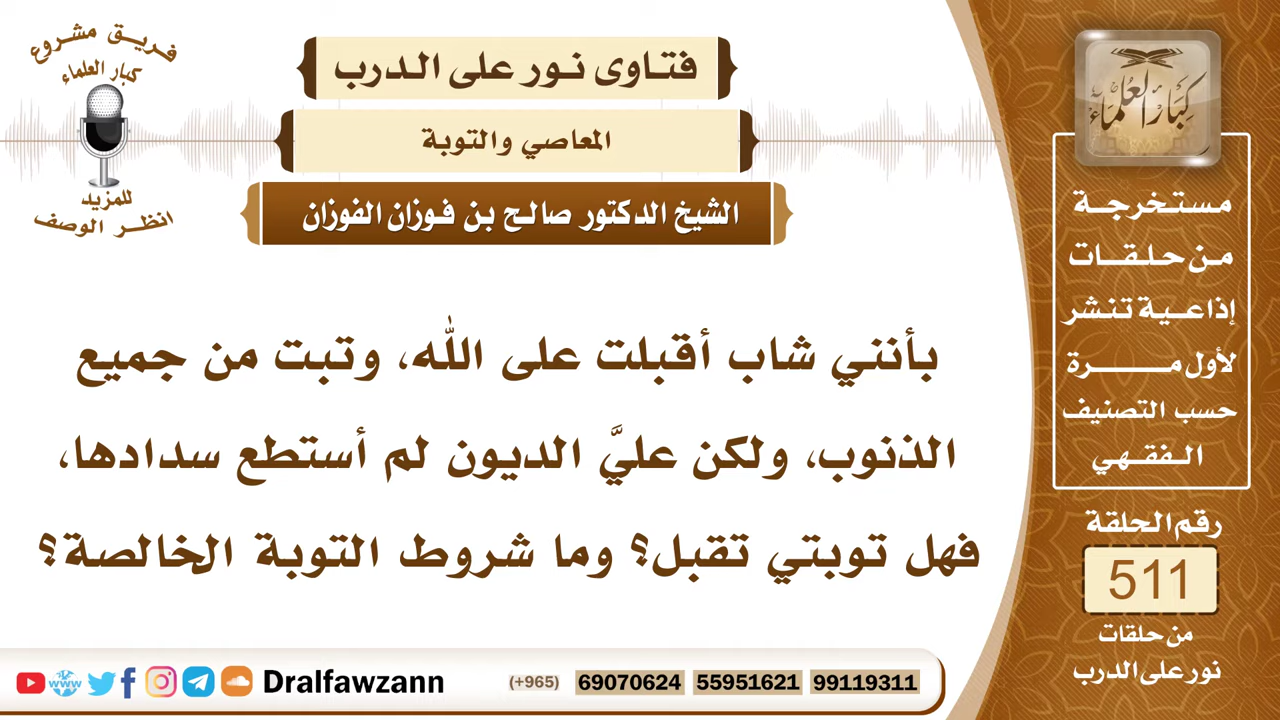 فريق مشروع
كبار العلماء
للمزيد
انظر الوصف
فتاوى نور على الدرب
المعاصي والتوبة
الشيخ الدكتور صالح بن فوزان الفوزان
بأنني شاب أقبلت على الله، وتبت من جميع
الذنوب، ولكن عليَّ الديون لم أستطع سدادها،
فهل توبتي تقبل؟ وما شروط التوبة الخالصة؟
كبار العلماء
مستخرجة
من حلقات
إذاعية تنشر
لأول مرة
حسب التصنيف
الفقهي
رقم الحلقة
511
من حلقات
نور على الدرب
www
Dralfawzann
(+965) 69070624 55951621 99119311